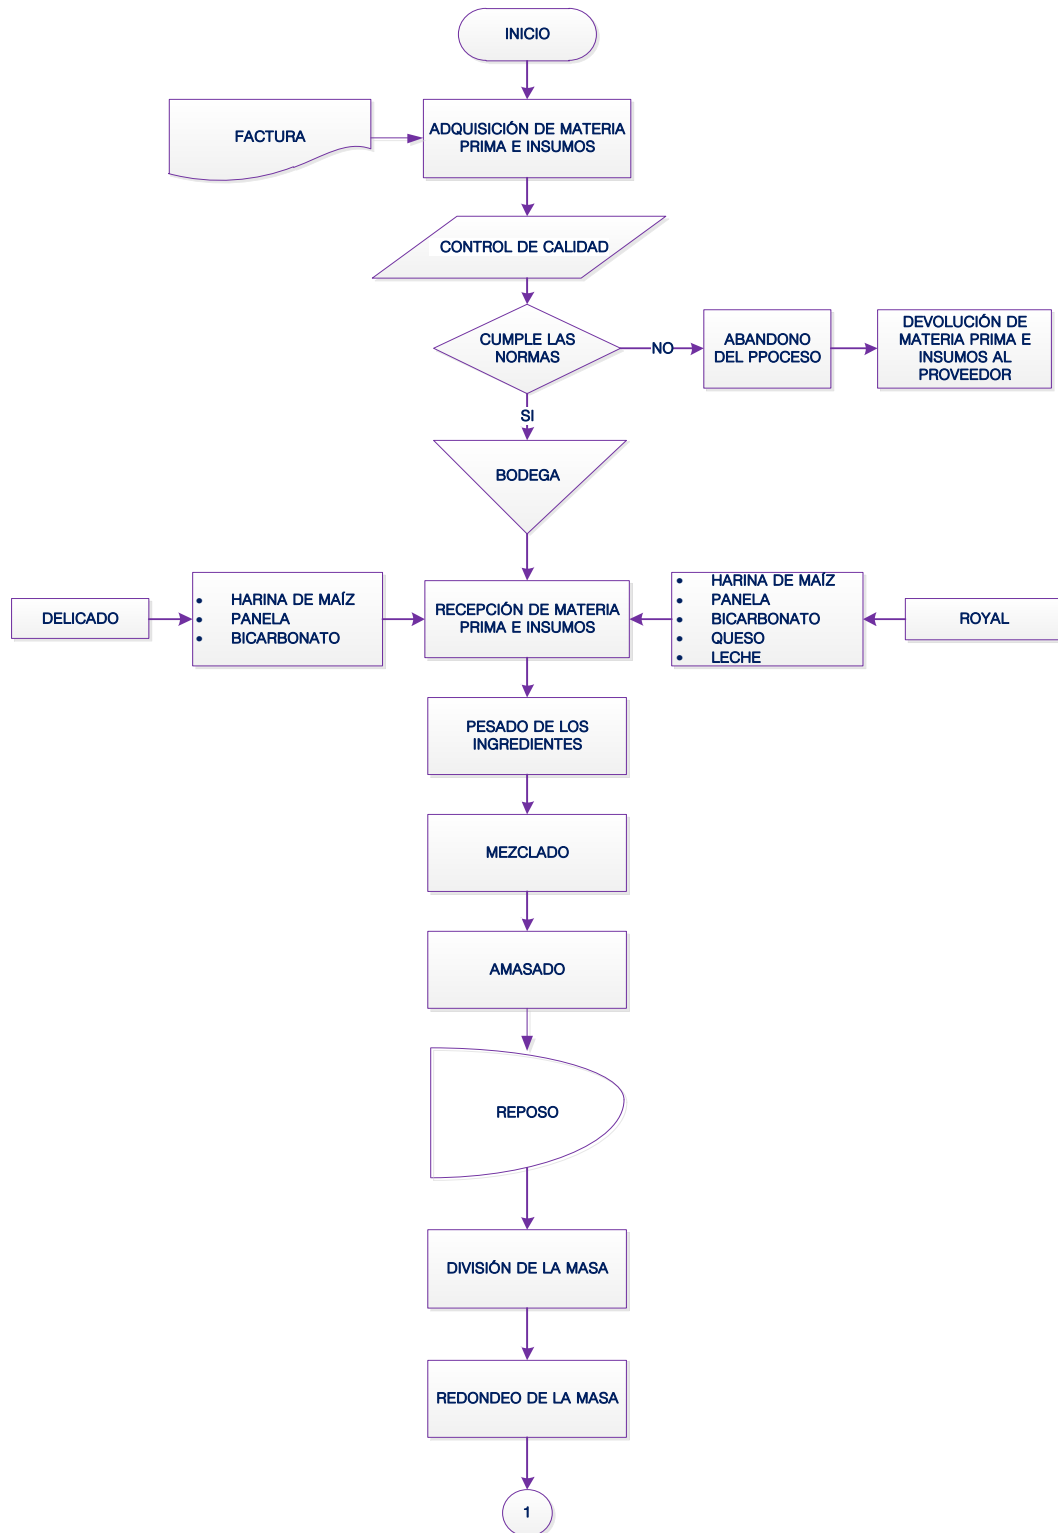 INICIO
FACTURA
ADQUISICIÓN DE MATERIA
PRIMA E INSUMOS
CONTROL DE CALIDAD
CUMPLE LAS
NORMAS
NO
ABANDONO
DEL PPOCESO
DEVOLUCIÓN DE
MATERIA PRIMA E
INSUMOS AL
PROVEEDOR
SI
BODEGA
DELICADO
• HARINA DE MAÍZ
• PANELA
• BICARBONATO
RECEPCIÓN DE MATERIA
PRIMA E INSUMOS
• HARINA DE MAÍZ
• PANELA
• BICARBONATO
• QUESO
• LECHE
ROYAL
PESADO DE LOS
INGREDIENTES
MEZCLADO
AMASADO
REPOSO
DIVISIÓN DE LA MASA
REDONDEO DE LA MASA
1